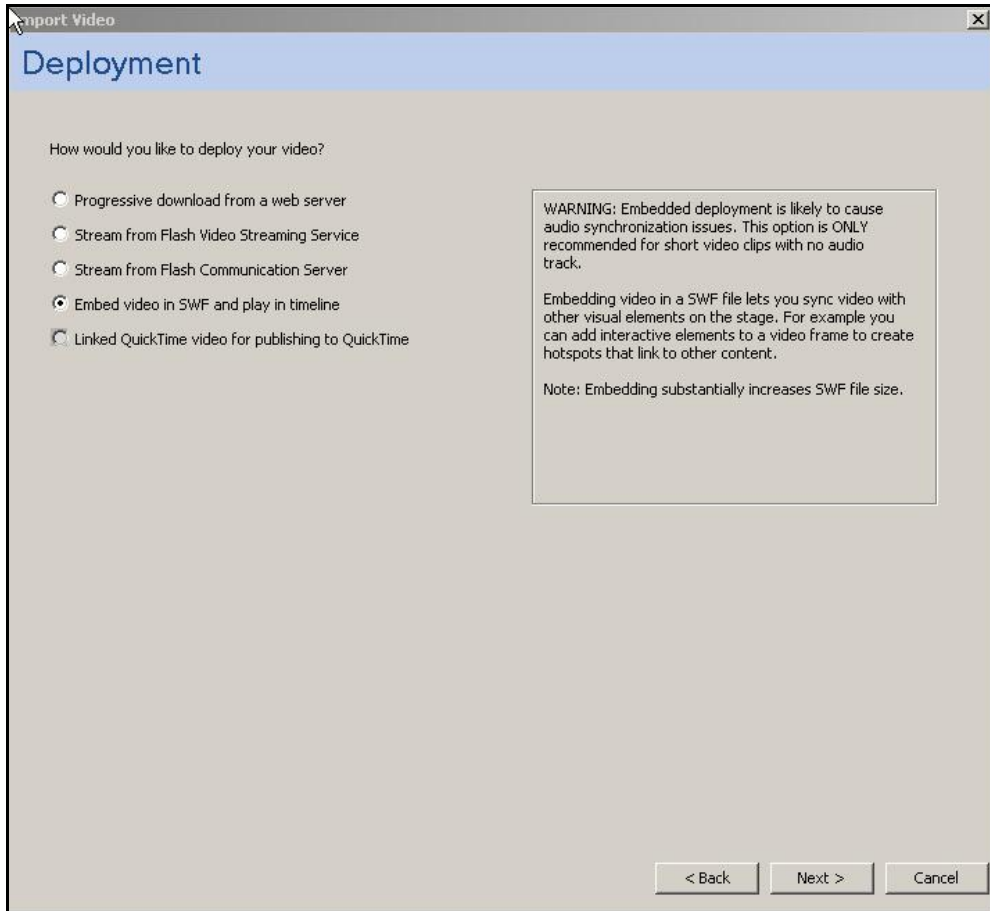 mport Video
Deployment
How would you like to deploy your video?
Progressive download from a web server
Stream from Flash Video Streaming Service
Stream from Flash Communication Server
Embed video in SWF and play in timeline
Linked QuickTime video for publishing to QuickTime
WARNING: Embedded deployment is likely to cause
audio synchronization issues. This option is ONLY
recommended for short video clips with no audio
track.
Embedding video in a SWF file lets you sync video with
other visual elements on the stage. For example you
can add interactive elements to a video frame to create
hotspots that link to other content.
Note: Embedding substantially increases SWF file size.
< Back
Next >
Cancel